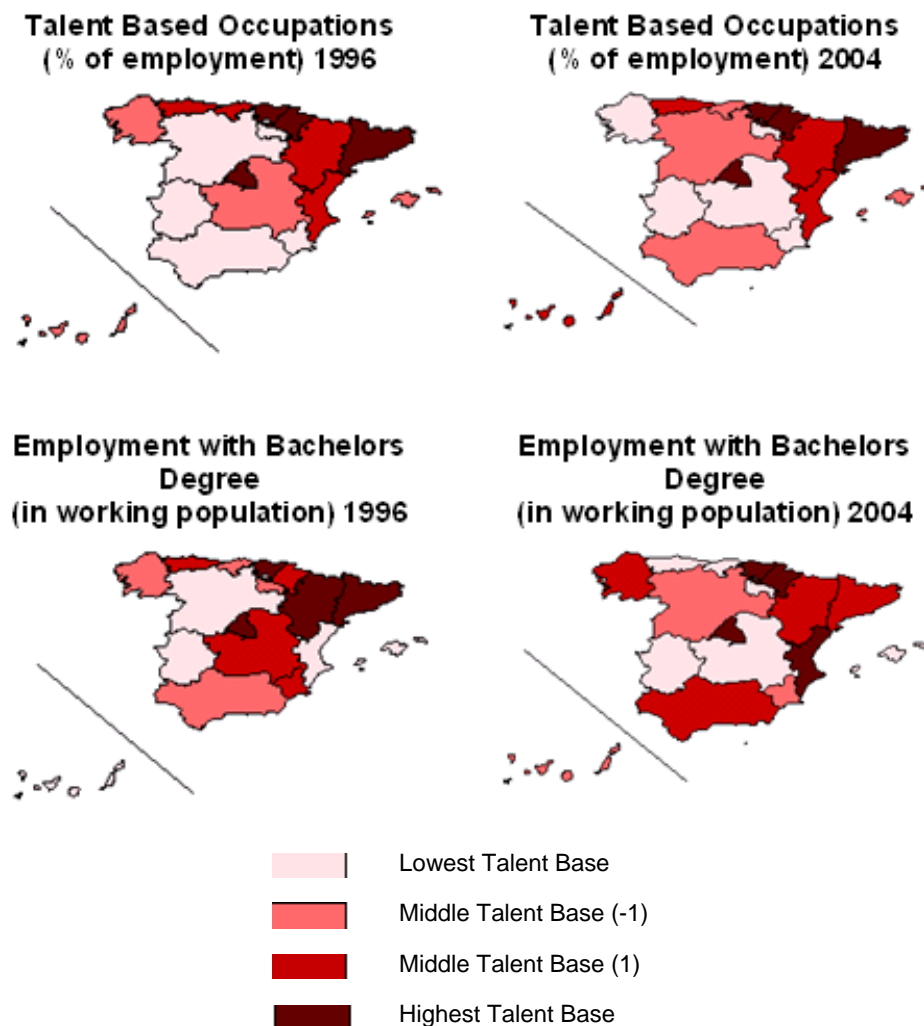 Talent Based Occupations
(% of employment) 1996
Talent Based Occupations
(% of employment) 2004
Employment with Bachelors
Degree
(in working population) 1996
Employment with Bachelors
Degree
(in working population) 2004
Lowest Talent Base
Middle Talent Base (-1)
Middle Talent Base (1)
Highest Talent Base